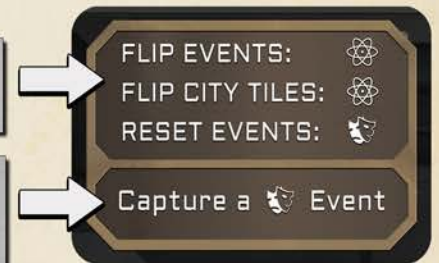 FLIP EVENTS:
FLIP CITY TILES:
RESET EVENTS:
Capture a Event